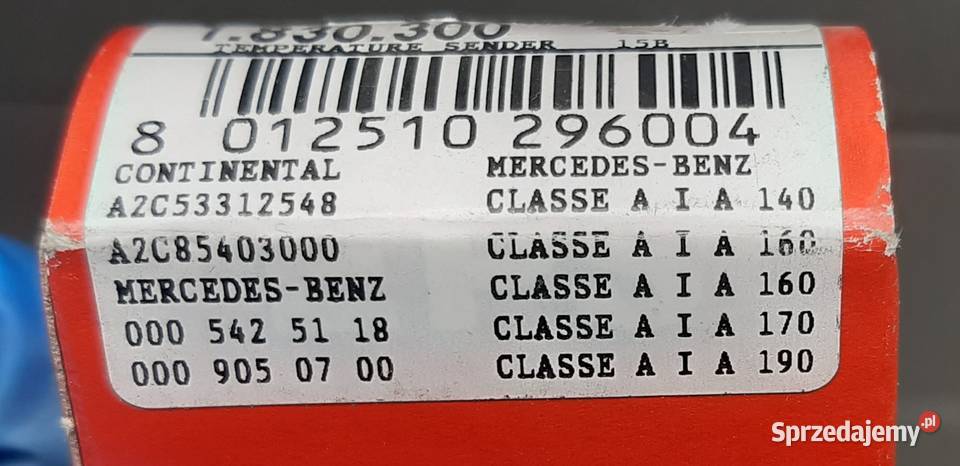 1.830.300
TEMPERATURE SENDER 15B
8 012510 296004
CONTINENTAL MERCEDES-BENZ
A2C53312548 CLASSE A I A 140
A2C85403000 CLASSE A I A 160
MERCEDES-BENZ CLASSE A I A 160
000 542 51 18 CLASSE A I A 170
000 905 07 00 CLASSE A I A 190
Sprzedajemy.pl